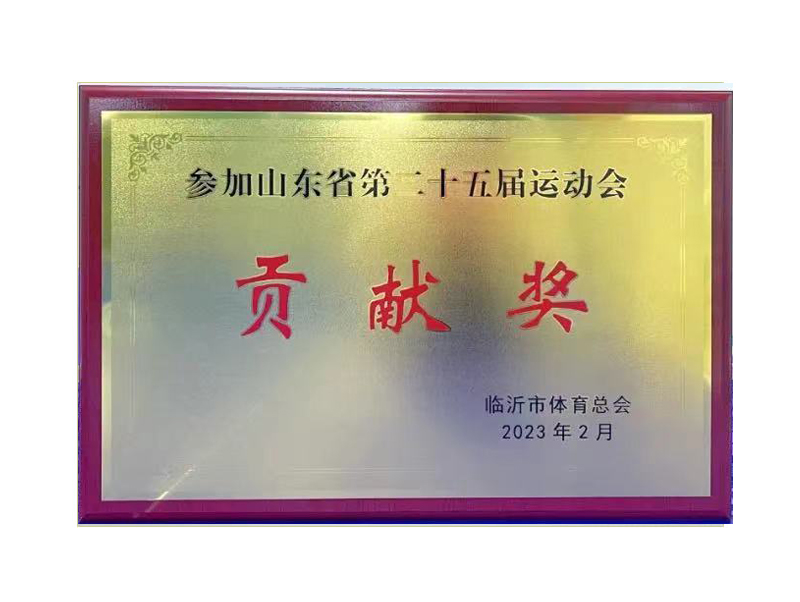 参加山东省第二十五届运动会
贡献奖
临沂市体育总会
2023年2月